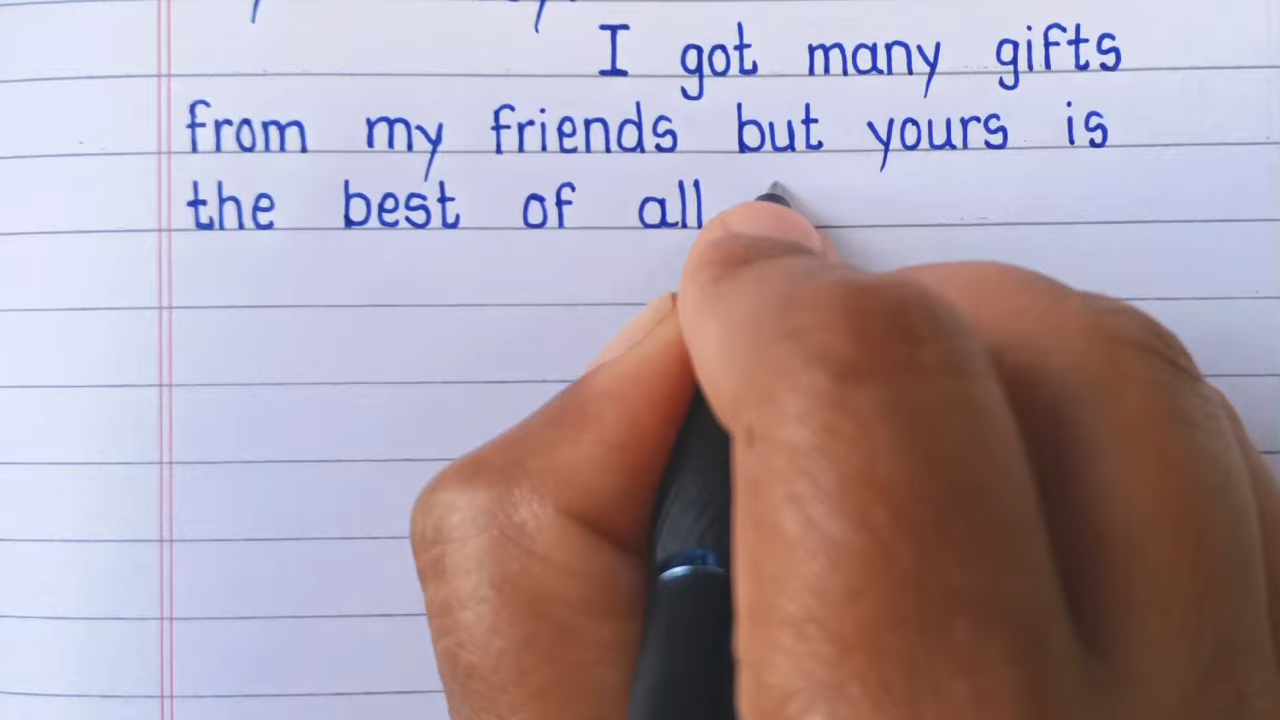 I got many gifts
from my friends but yours is
the best of all